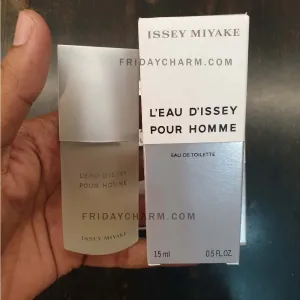 ISSEY MIYAKE
FRIDAYCHARM.COM
L'EAU D'ISSEY
POUR HOMME
EAU DE TOILETTE
15 ml 0.5 FL.OZ.
L'EAU D'ISSEY
POUR HOMME
FRIDAYCHARM.COM
ISSEY MIYAKE